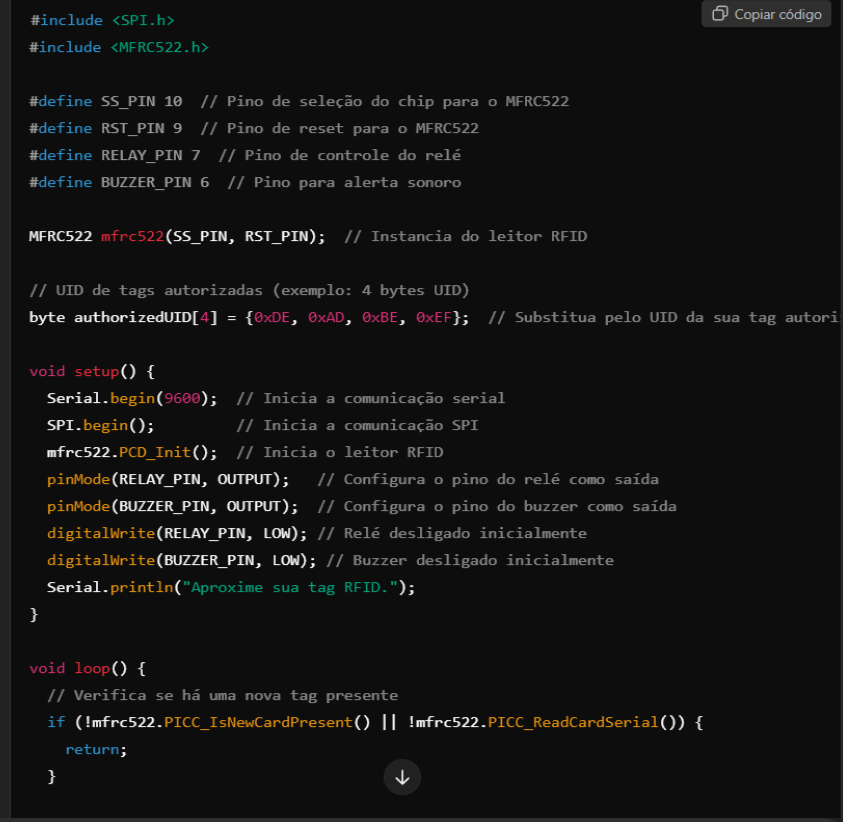 Copiar código
#include <SPI.h>
#include <MFRC522.h>
#define SS_PIN 10  // Pino de seleção do chip para o MFRC522
#define RST_PIN 9  // Pino de reset para o MFRC522
#define RELAY_PIN 7  // Pino de controle do relé
#define BUZZER_PIN 6  // Pino para alerta sonoro
MFRC522 mfrc522(SS_PIN, RST_PIN);  // Instancia do leitor RFID
// UID de tags autorizadas (exemplo: 4 bytes UID)
byte authorizedUID[4] = {0xDE, 0xAD, 0xBE, 0xEF};  // Substitua pelo UID da sua tag autori
void setup() {
  Serial.begin(9600);  // Inicia a comunicação serial
  SPI.begin();         // Inicia a comunicação SPI
  mfrc522.PCD_Init();  // Inicia o leitor RFID
  pinMode(RELAY_PIN, OUTPUT);   // Configura o pino do relé como saída
  pinMode(BUZZER_PIN, OUTPUT);  // Configura o pino do buzzer como saída
  digitalWrite(RELAY_PIN, LOW); // Relé desligado inicialmente
  digitalWrite(BUZZER_PIN, LOW); // Buzzer desligado inicialmente
  Serial.println("Aproxime sua tag RFID.");
}
void loop() {
  // Verifica se há uma nova tag presente
  if (!mfrc522.PICC_IsNewCardPresent() || !mfrc522.PICC_ReadCardSerial()) {
    return;
  }